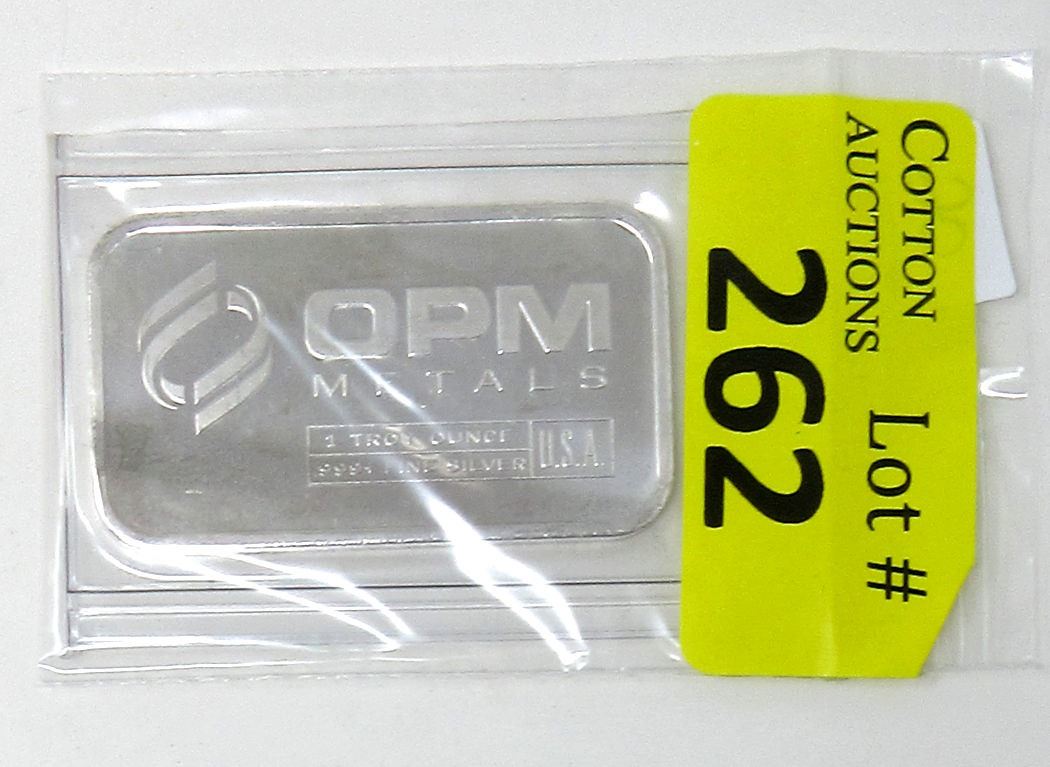 OPM
METALS
1 TROY OUNCE
.999+ FINE SILVER
U.S.A.
COTTON
AUCTIONS
Lot #
262